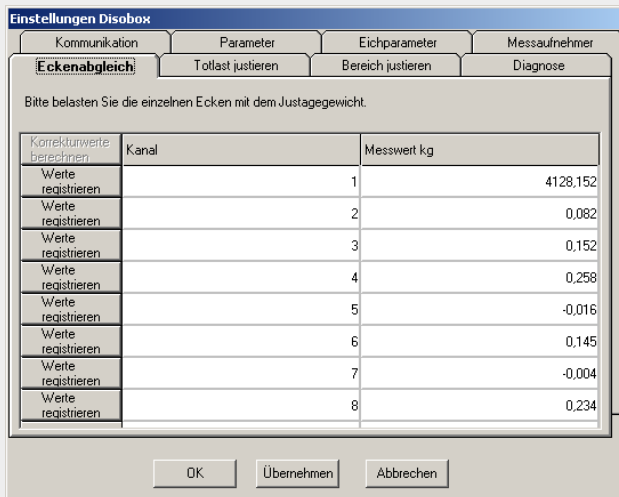 Einstellungen Disobox
Kommunikation Parameter Eichparameter Messaufnehmer
Eckenabgleich Totlast justieren Bereich justieren Diagnose
Bitte belasten Sie die einzelnen Ecken mit dem Justagegewicht.
Korrekturwerte
berechnen
Kanal Messwert kg
Werte
registrieren
1 4128,152
Werte
registrieren
2 0,082
Werte
registrieren
3 0,152
Werte
registrieren
4 0,258
Werte
registrieren
5 -0,016
Werte
registrieren
6 0,145
Werte
registrieren
7 -0,004
Werte
registrieren
8 0,234
OK Übernehmen Abbrechen